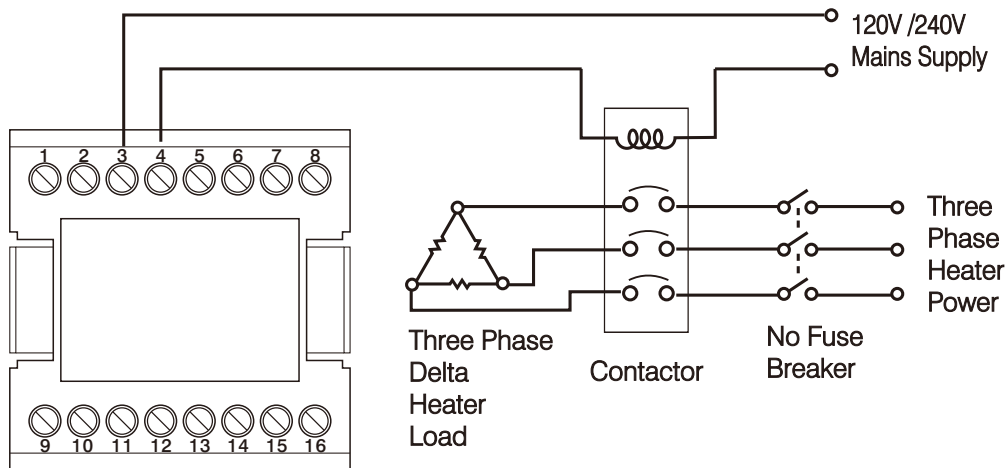 120V /240V
Mains Supply
1 2 3 4 5 6 7 8
Three
Phase
Heater
Power
Three Phase
Delta
Heater
Load
Contactor
No Fuse
Breaker
9 10 11 12 13 14 15 16